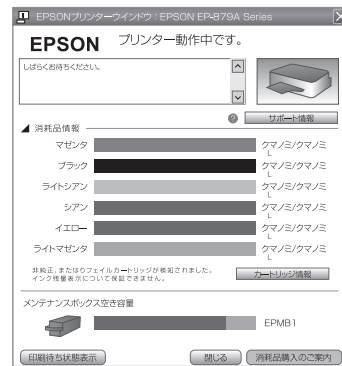 EPSONプリンターウインドウ : EPSON EP-879A Series
EPSON プリンター動作中です。
しばらくお待ちください。
サポート情報
消耗品情報
マゼンタ クマノミ/クマノミ
L
ブラック クマノミ/クマノミ
L
ライトシアン クマノミ/クマノミ
L
シアン クマノミ/クマノミ
L
イエロー クマノミ/クマノミ
L
ライトマゼンタ クマノミ/クマノミ
L
非純正、またはりフェイルカートリッジが検知されました。
インク残量表示について保証できません。
カートリッジ情報
メンテナンスボックス空き容量
EPMB1
印刷待ち状態表示 閉じる 消耗品購入のご案内